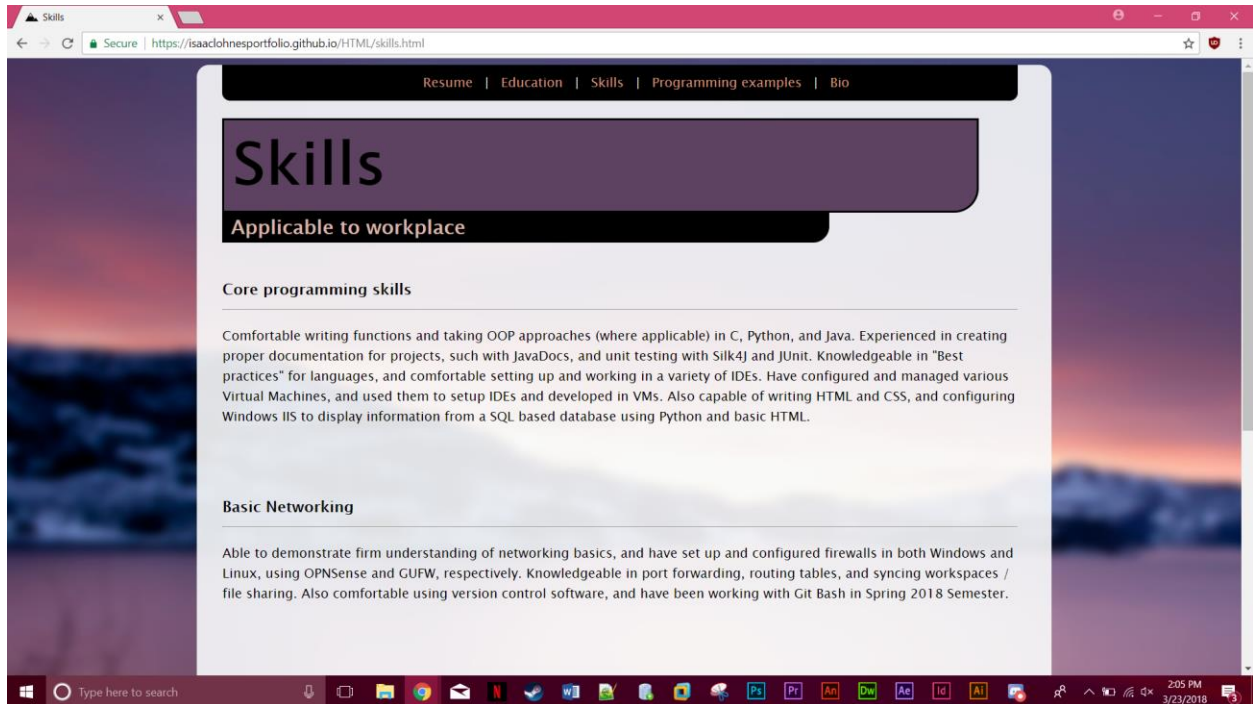 Skills
Secure | https://isaaclohnesportfolio.github.io/HTML/skills.html
Resume | Education | Skills | Programming examples | Bio
Skills
Applicable to workplace
Core programming skills
Comfortable writing functions and taking OOP approaches (where applicable) in C, Python, and Java. Experienced in creating
proper documentation for projects, such with JavaDocs, and unit testing with Silk4J and JUnit. Knowledgeable in "Best
practices" for languages, and comfortable setting up and working in a variety of IDEs. Have configured and managed various
Virtual Machines, and used them to setup IDEs and developed in VMs. Also capable of writing HTML and CSS, and configuring
Windows IIS to display information from a SQL based database using Python and basic HTML.
Basic Networking
Able to demonstrate firm understanding of networking basics, and have set up and configured firewalls in both Windows and
Linux, using OPNSense and GUFW, respectively. Knowledgeable in port forwarding, routing tables, and syncing workspaces /
file sharing. Also comfortable using version control software, and have been working with Git Bash in Spring 2018 Semester.
Type here to search
Ps Pr An Dw Ae Id Ai
2:05 PM
3/23/2018
3